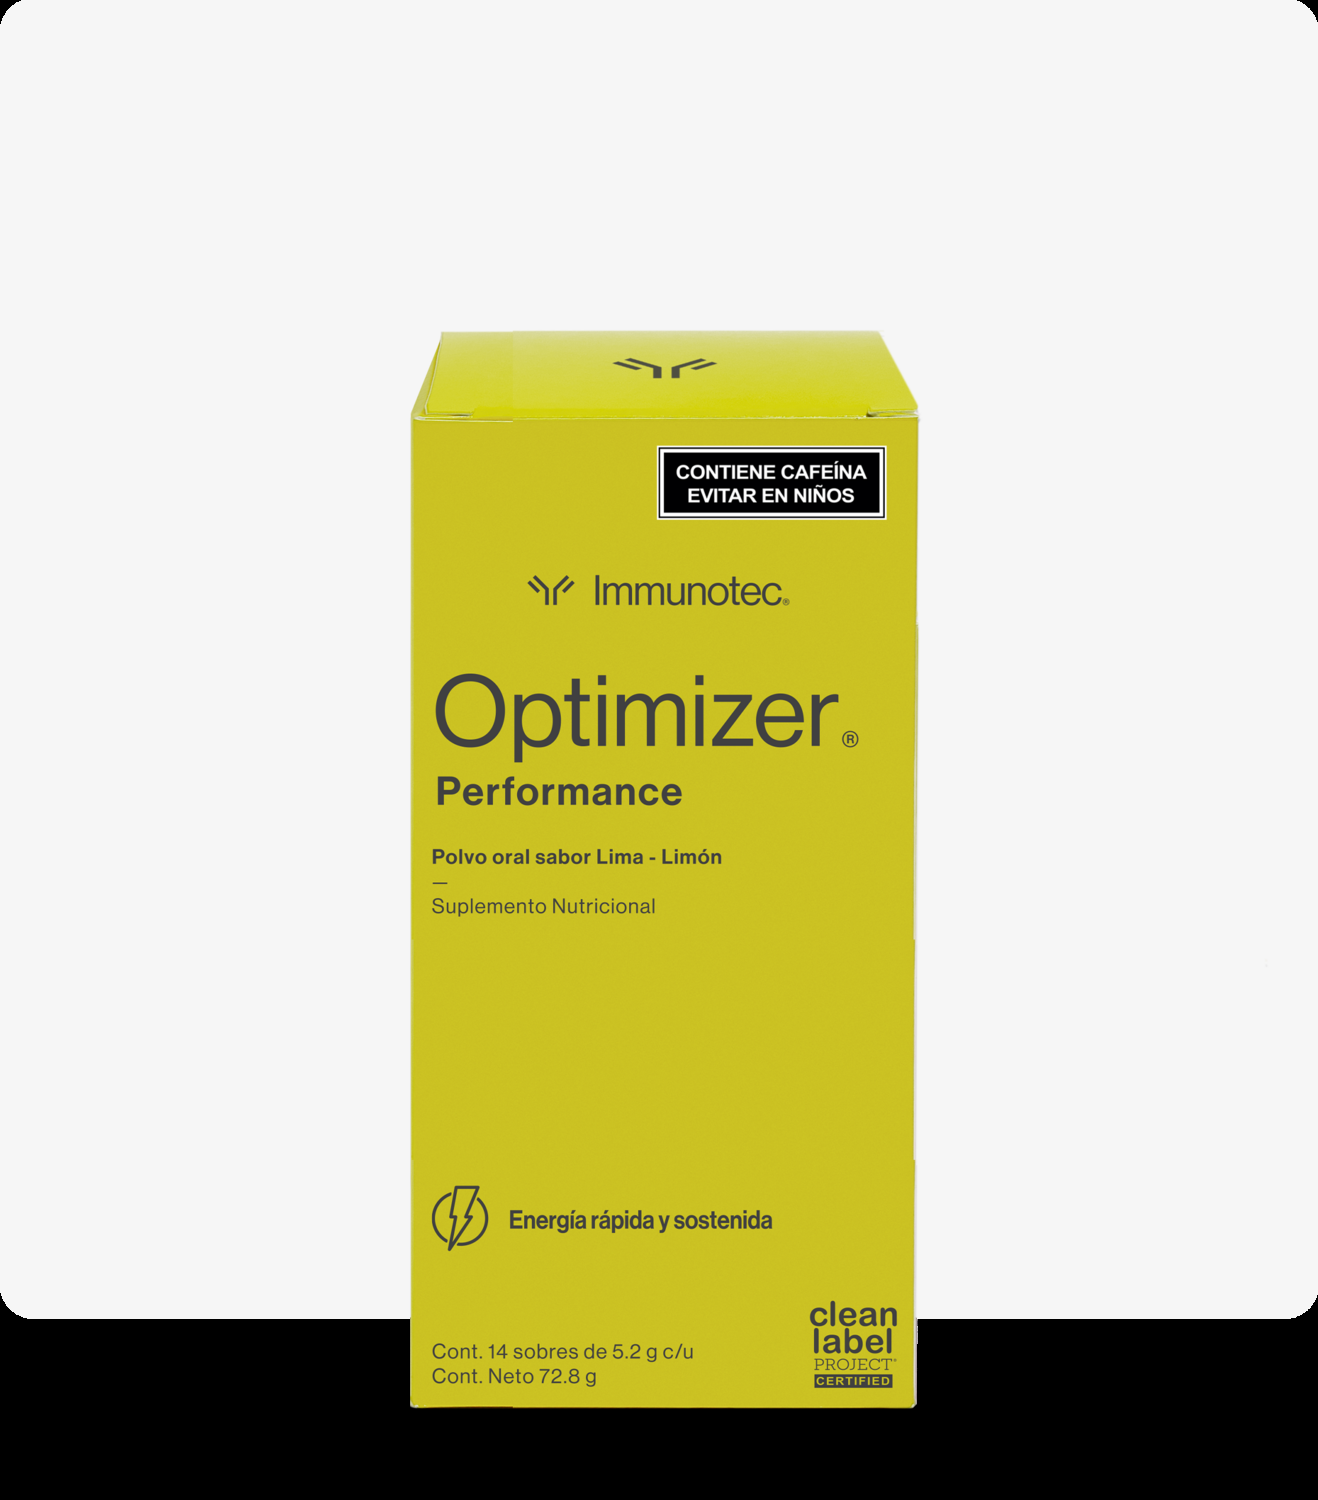 CONTIENE CAFEÍNA
EVITAR EN NIÑOS
Immunotec®
Optimizer®
Performance
Polvo oral sabor Lima - Limón
—
Suplemento Nutricional
Energía rápida y sostenida
Cont. 14 sobres de 5.2 g c/u
Cont. Neto 72.8 g
clean
label
PROJECT®
CERTIFIED